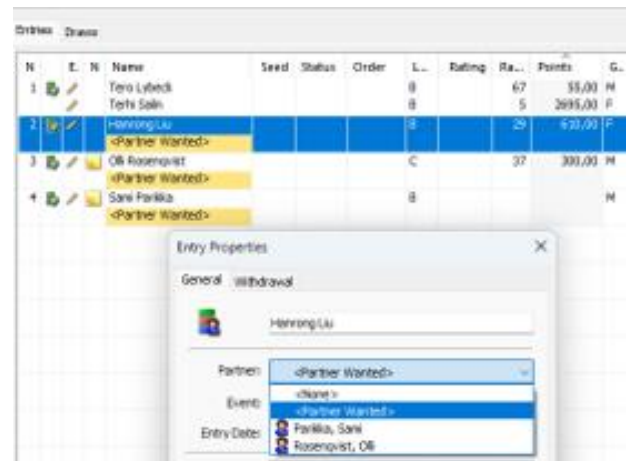 Entries Draws
N E. N Name Seed Status Order L... Rating Ra... Points G.
1 Tero Lybeck B 67 55,00 M
Terhi Salin B 5 2695,00 F
2 Hanrong Liu B 29 610,00 F
<Partner Wanted>
3 Olli Rosenqvist C 37 300,00 M
<Partner Wanted>
4 Sami Parikka B M
<Partner Wanted>
Entry Properties
General Withdrawal
Hanrong Liu
Partner: <Partner Wanted>
<None>
Event: <Partner Wanted>
Parikka, Sami
Entry Date: Rosenqvist, Olli